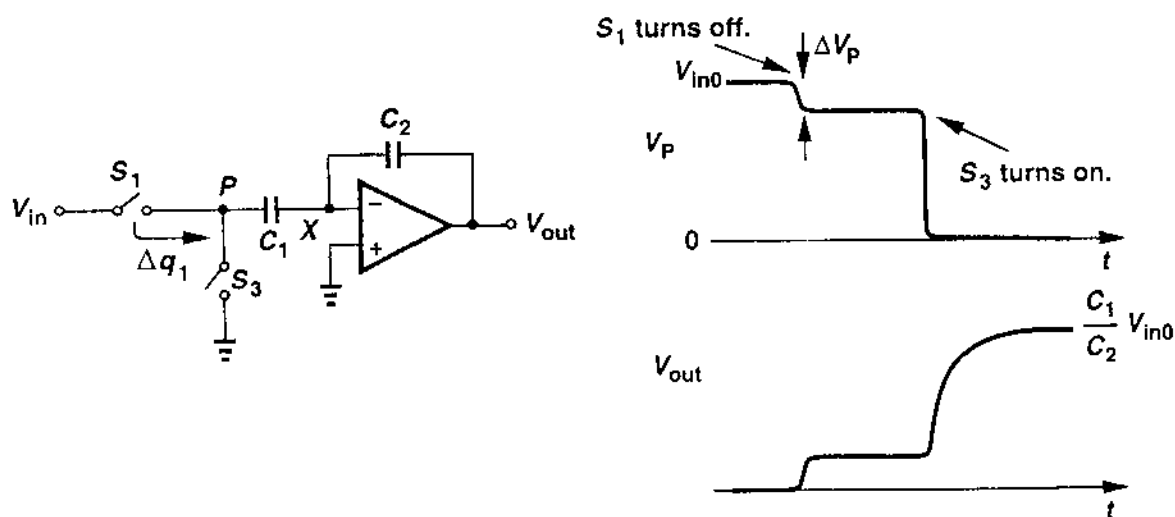 S1 turns off.
ΔVP
Vin0
VP
S3 turns on.
0
t
C2
S1
P
Vin
C1
X
−
+
Vout
Δq1
S3
C1
C2
Vin0
Vout
t